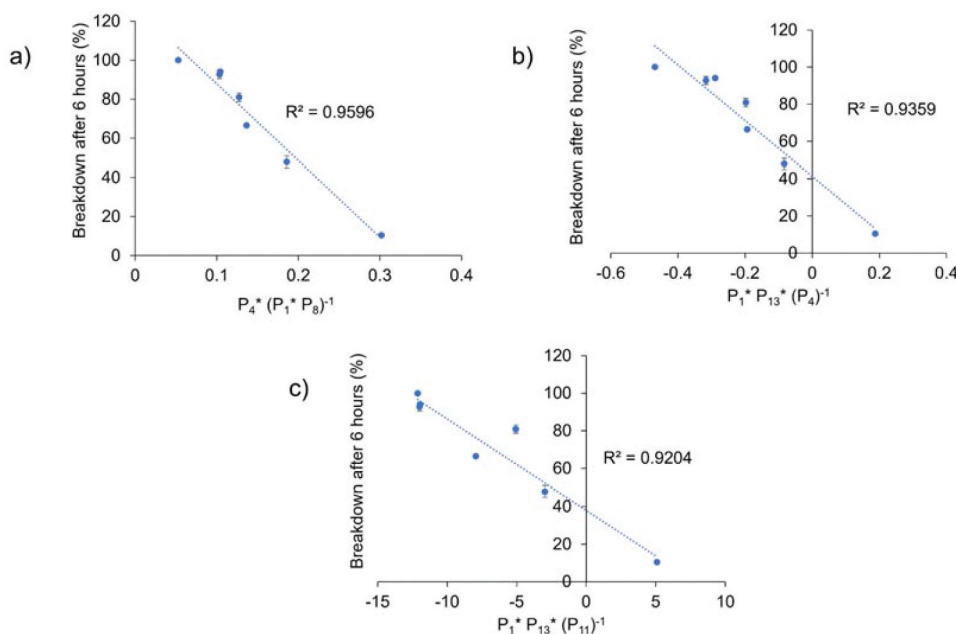 a)
Breakdown after 6 hours (%)
120
100
80
60
40
20
0
R² = 0.9596
0 0.1 0.2 0.3 0.4
P₄* (P₁* P₈)⁻¹
b)
Breakdown after 6 hours (%)
120
100
80
60
40
20
0
R² = 0.9359
-0.6 -0.4 -0.2 0 0.2 0.4
P₁* P₁₃* (P₄)⁻¹
c)
Breakdown after 6 hours (%)
120
100
80
60
40
20
0
R² = 0.9204
-15 -10 -5 0 5 10
P₁* P₁₃* (P₁₁)⁻¹